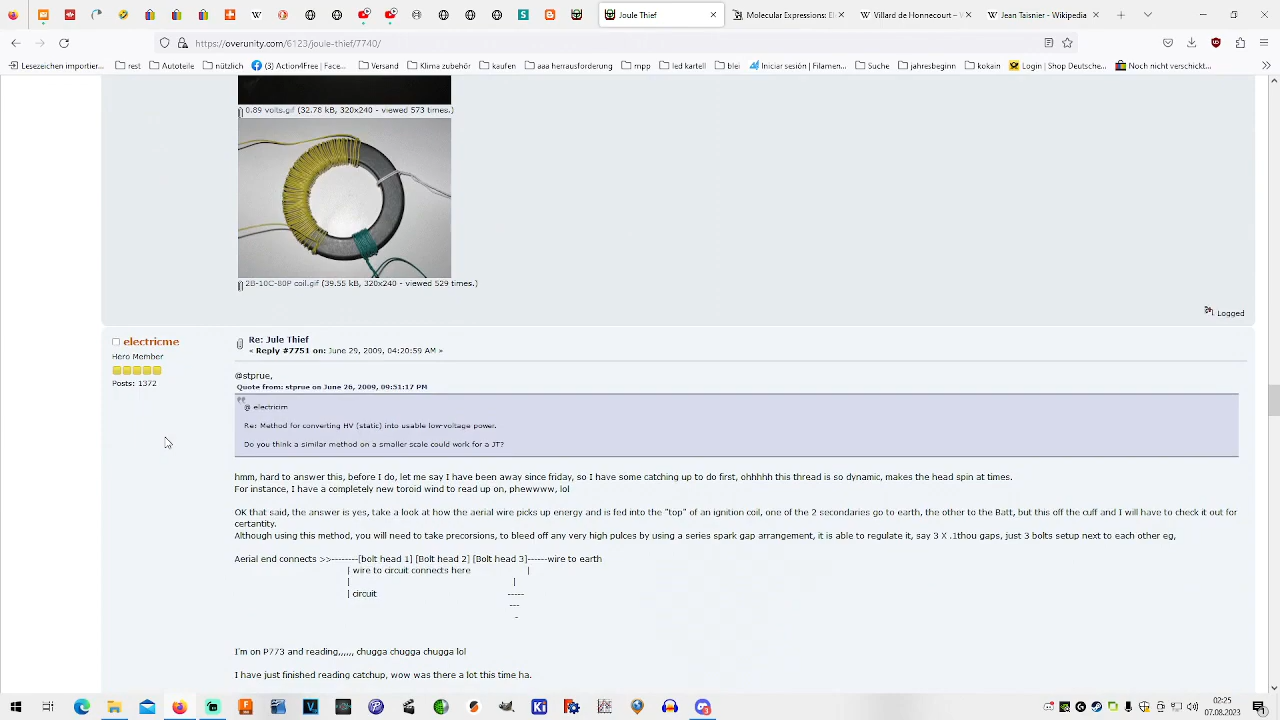 Joule Thief
Molecular Expressions: El
Villard de Honnecourt -
Jean Taisner - Wikiped
https://overunity.com/6123/joule-thief/7740/
Lesezeichen importier... rest Autoteile nützlich (3) Action4Free | Face... Versand Klima zubehör kaufen aaa herrausforderung mpp led kartell blei Inicar sesión | Filamen... Suche jahresbeginn kokain Login | Shop Deutsche... Noch nicht verschickt...
0.89 volts.gif (32.78 kB, 320x240 - viewed 573 times.)
2B-10C-80P coil.gif (39.55 kB, 320x240 - viewed 529 times.)
Logged
electricme
Hero Member
Posts: 1372
Re: Jule Thief
« Reply #7751 on: June 29, 2009, 04:20:59 AM »
@stprue,
Quote from: stprue on June 26, 2009, 09:51:17 PM
@ electricim
Re: Method for converting HV (static) into usable low-voltage power.
Do you think a similar method on a smaller scale could work for a JT?
hmm, hard to answer this, before I do, let me say I have been away since friday, so I have some catching up to do first, ohhhhh this thread is so dynamic, makes the head spin at times.
For instance, I have a completely new toroid wind to read up on, phewwww, lol
OK that said, the answer is yes, take a look at how the aerial wire picks up energy and is fed into the "top" of an ignition coil, one of the 2 secondaries go to earth, the other to the Batt, but this off the cuff and I will have to check it out for
certantity.
Although using this method, you will need to take precorsions, to bleed off any very high pulces by using a series spark gap arrangement, it is able to regulate it, say 3 X .1thou gaps, just 3 bolts setup next to each other eg,
Aerial end connects >>--------[bolt head 1] [Bolt head 2] [Bolt head 3]------wire to earth
| wire to circuit connects here |
| |
| circuit -----
---
-
I'm on P773 and reading,,,,,, chugga chugga chugga lol
I have just finished reading catchup, wow was there a lot this time ha.
02:25
07.09.2023